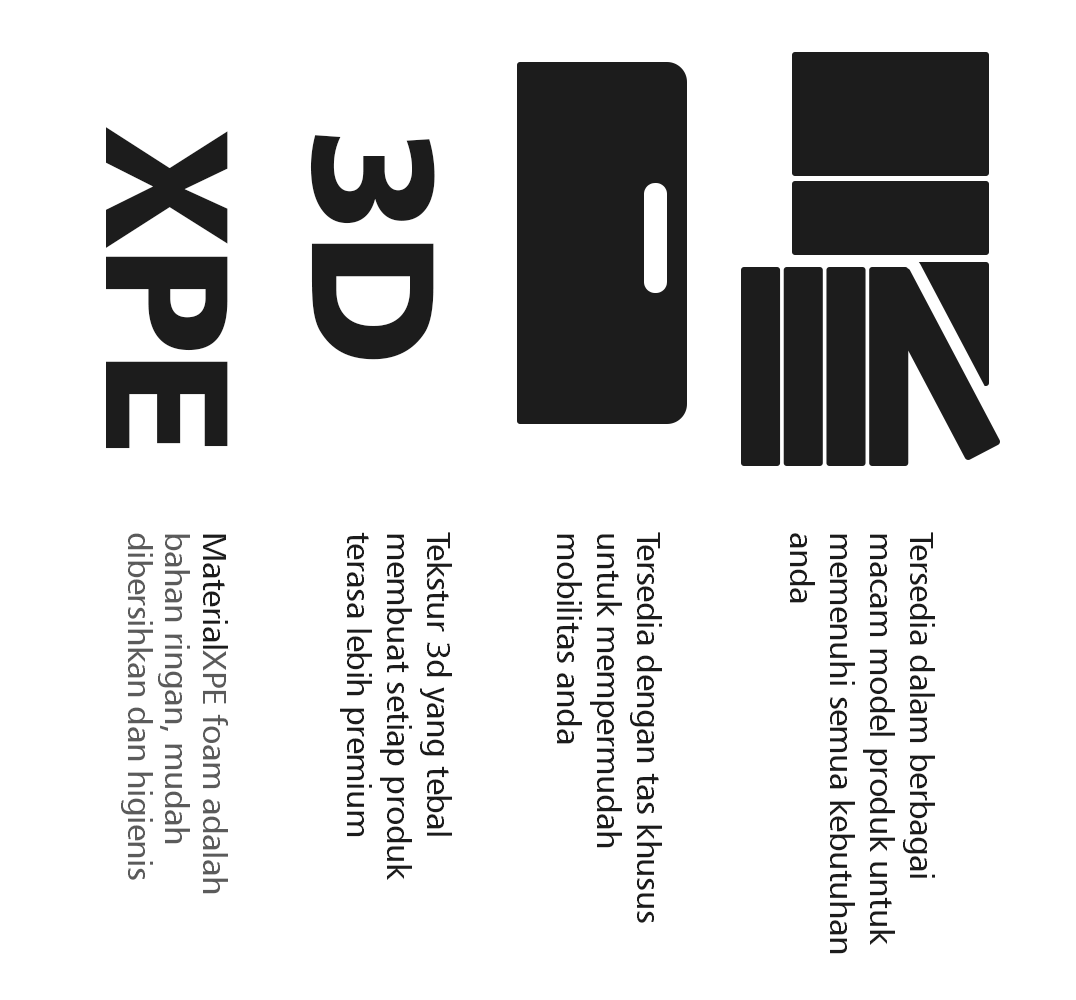 Tersedia dalam berbagai
macam model produk untuk
memenuhi semua kebutuhan
anda
Tersedia dengan tas khusus
untuk mempermudah
mobilitas anda
3D
Tekstur 3d yang tebal
membuat setiap produk
terasa lebih premium
XPE
MaterialXPE foam adalah
bahan ringan, mudah
dibersihkan dan higienis